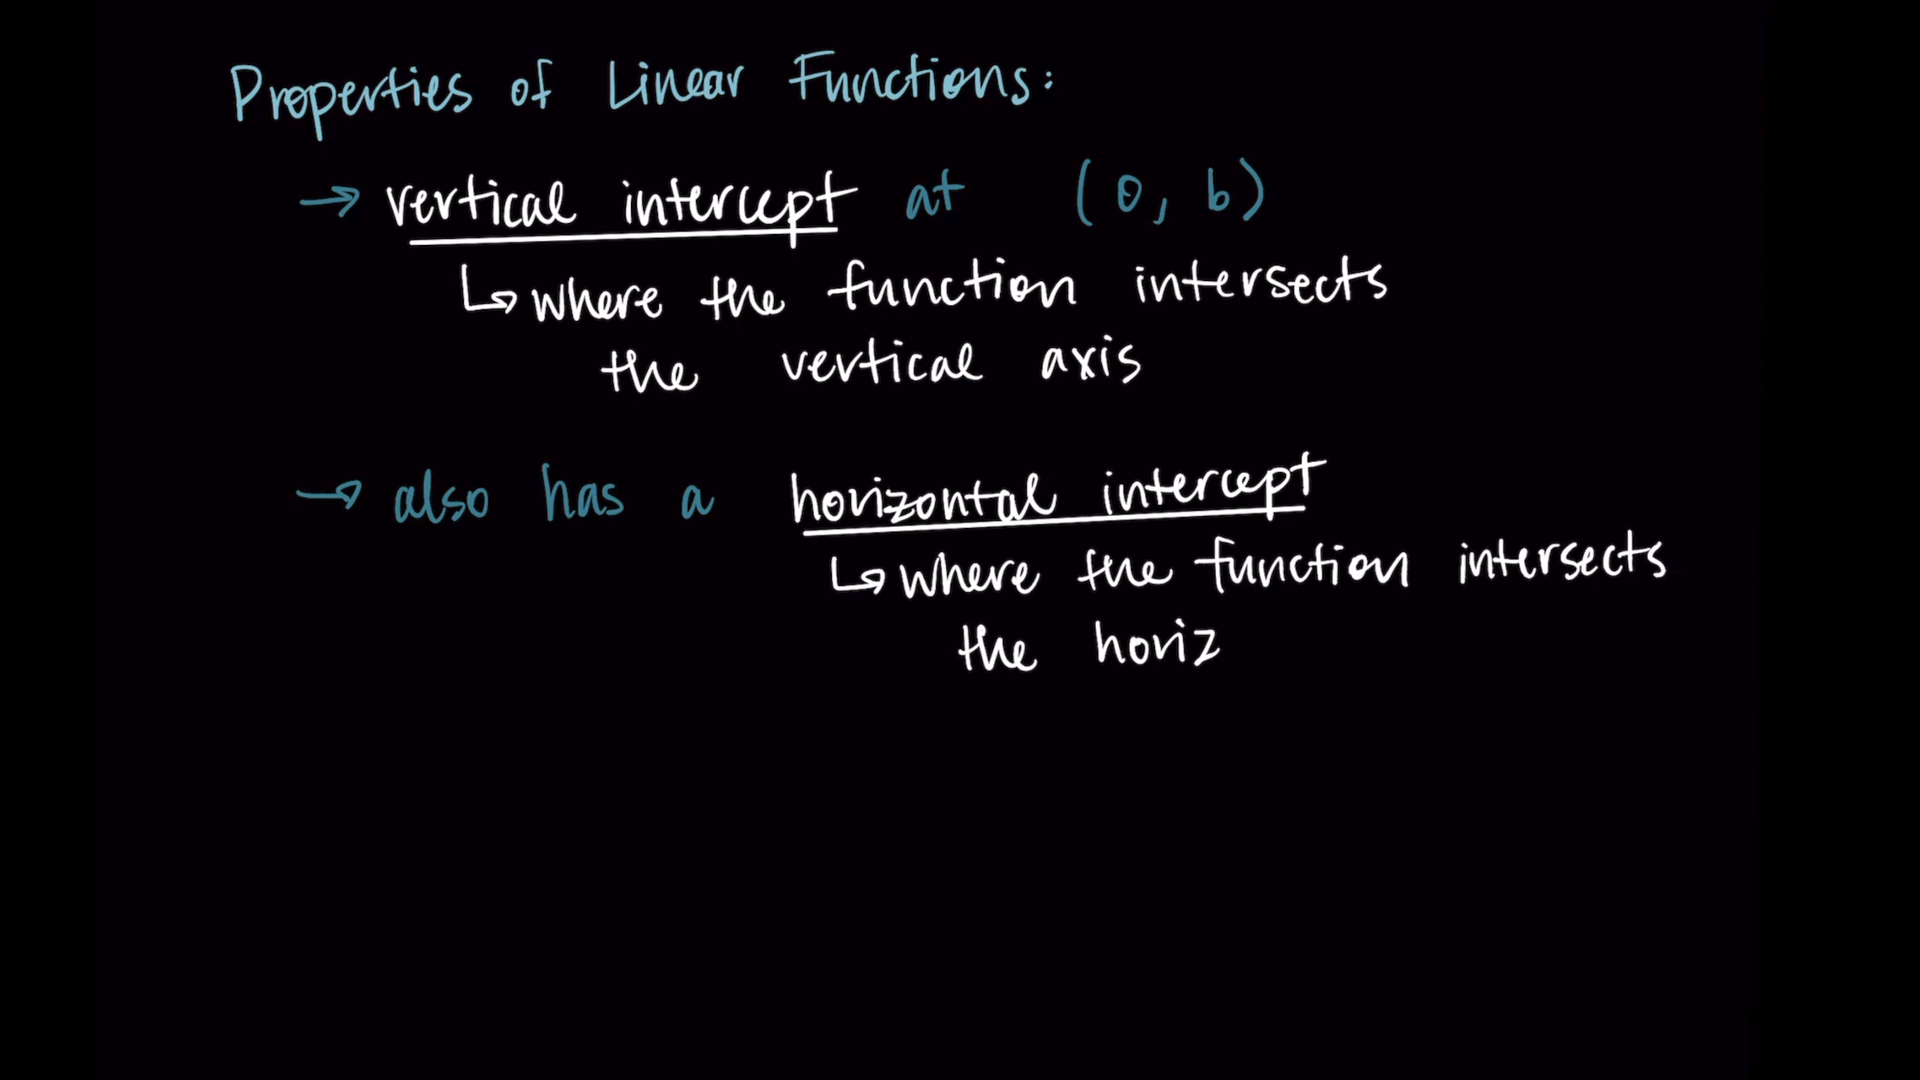 Properties of Linear Functions:
→ vertical intercept at (0, b)
↳ where the function intersects
the vertical axis
→ also has a horizontal intercept
↳ where the function intersects
the horiz